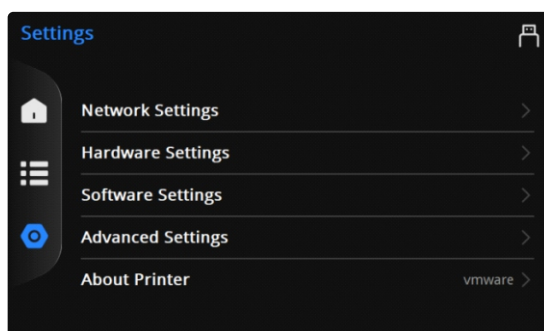 Settings
Network Settings
Hardware Settings
Software Settings
Advanced Settings
About Printer vmware